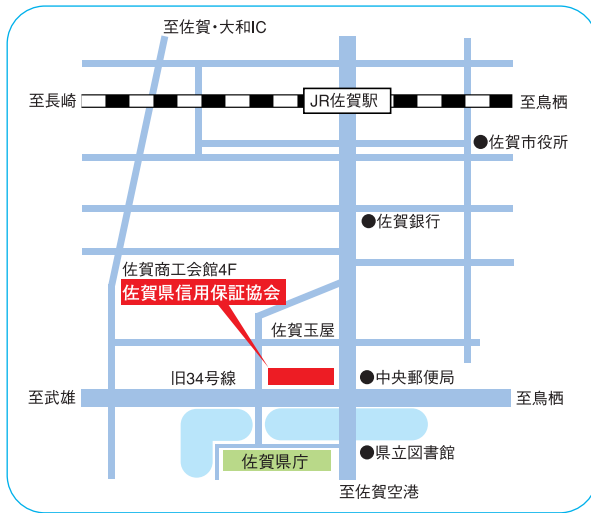 至佐賀・大和IC
至長崎
JR佐賀駅
至鳥栖
●佐賀市役所
●佐賀銀行
佐賀商工会館4F
佐賀県信用保証協会
佐賀玉屋
旧34号線
●中央郵便局
至武雄
至鳥栖
佐賀県庁
●県立図書館
至佐賀空港